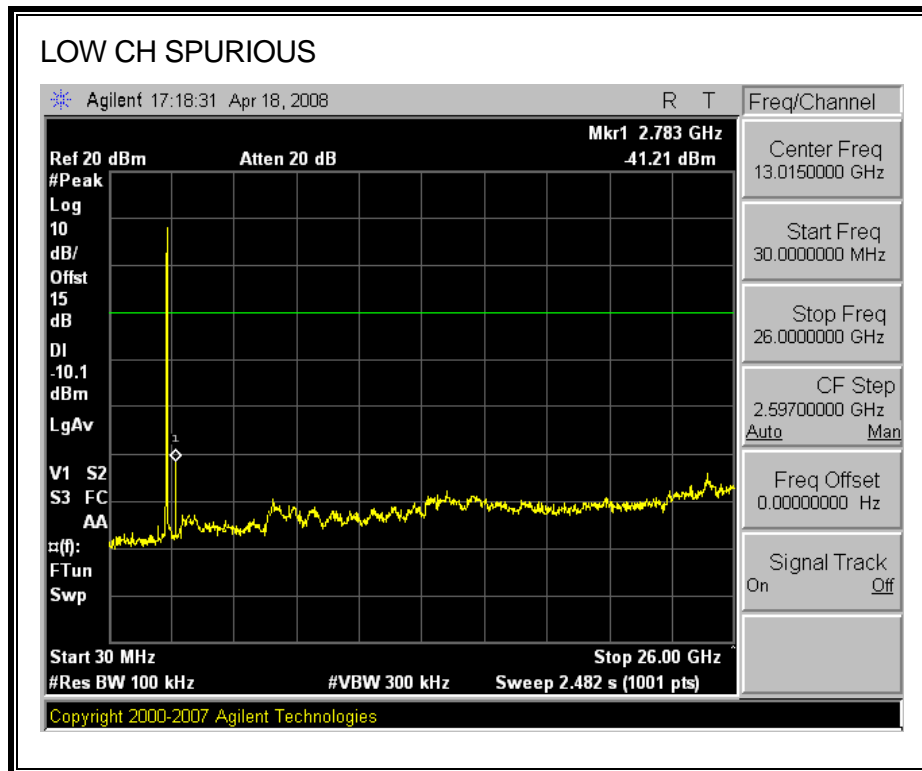 LOW CH SPURIOUS
Agilent 17:18:31 Apr 18, 2008 R T
Freq/Channel
Mkr1 2.783 GHz
Ref 20 dBm Atten 20 dB -41.21 dBm
#Peak
Log
10
dB/
Offst
15
dB
DI
-10.1
dBm
LgAv
V1 S2
S3 FC
AA
¤(f):
FTun
Swp
1
Start 30 MHz Stop 26.00 GHz
#Res BW 100 kHz #VBW 300 kHz Sweep 2.482 s (1001 pts)
Center Freq
13.0150000 GHz
Start Freq
30.0000000 MHz
Stop Freq
26.0000000 GHz
CF Step
2.59700000 GHz
Auto Man
Freq Offset
0.00000000 Hz
Signal Track
On Off
Copyright 2000-2007 Agilent Technologies